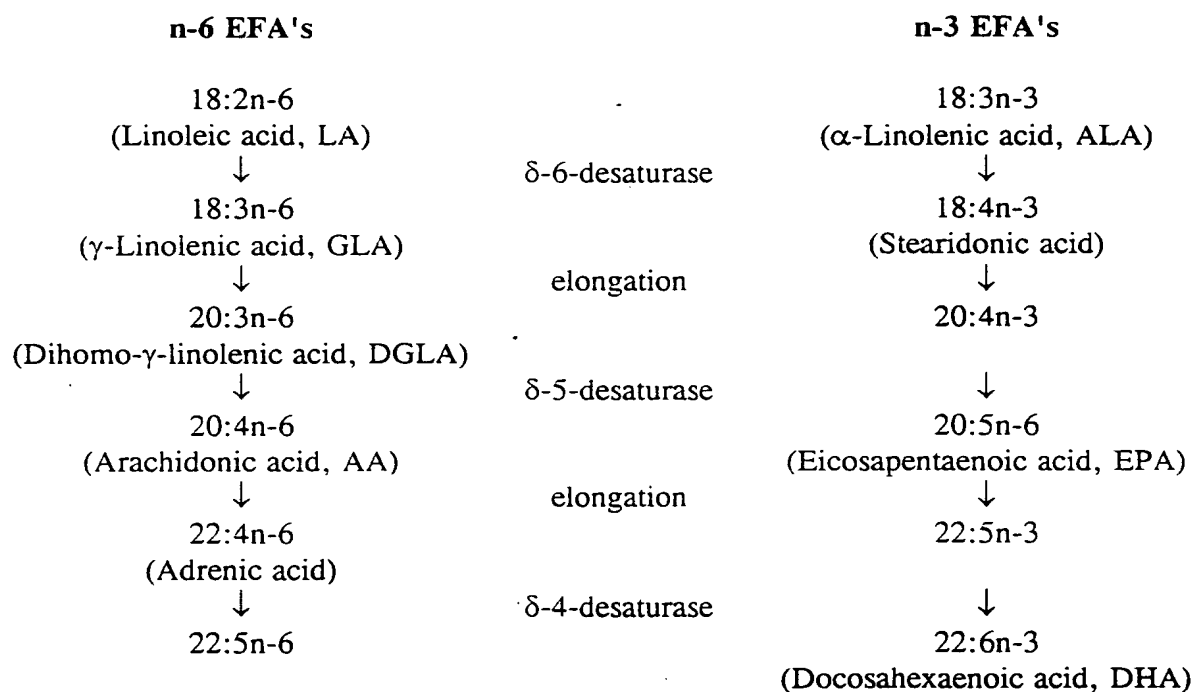 n-6 EFA's n-3 EFA's
18:2n-6 18:3n-3
(Linoleic acid, LA) (α-Linolenic acid, ALA)
↓ δ-6-desaturase ↓
18:3n-6 18:4n-3
(γ-Linolenic acid, GLA) (Stearidonic acid)
↓ elongation ↓
20:3n-6 20:4n-3
(Dihomo-γ-linolenic acid, DGLA)
↓ δ-5-desaturase ↓
20:4n-6 20:5n-6
(Arachidonic acid, AA) (Eicosapentaenoic acid, EPA)
↓ elongation ↓
22:4n-6 22:5n-3
(Adrenic acid)
↓ δ-4-desaturase ↓
22:5n-6 22:6n-3
(Docosahexaenoic acid, DHA)